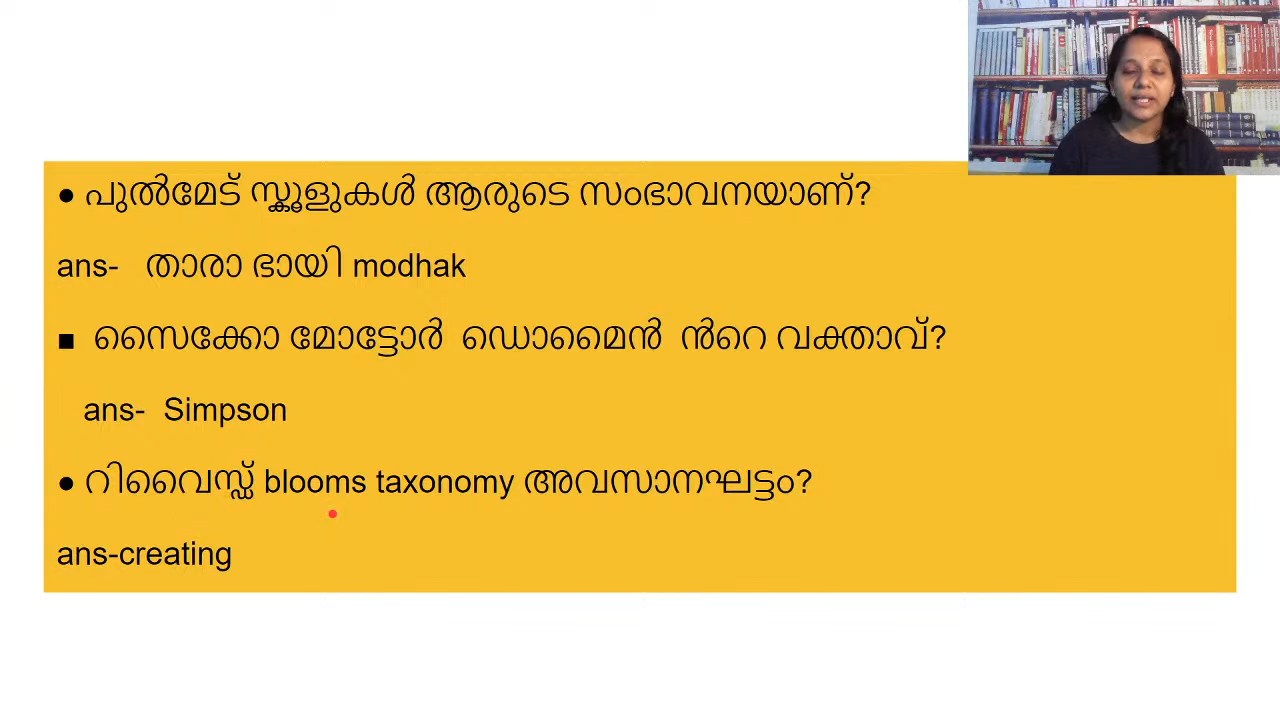 ● പുൽമേട് സ്കൂളുകൾ ആരുടെ സംഭാവനയാണ്?
ans- താരാ ഭായി modhak
■ സൈക്കോ മോട്ടോർ ഡൊമൈൻ ൻറെ വക്താവ്?
ans- Simpson
● റിവൈസ്ഡ് blooms taxonomy അവസാനഘട്ടം?
ans-creating